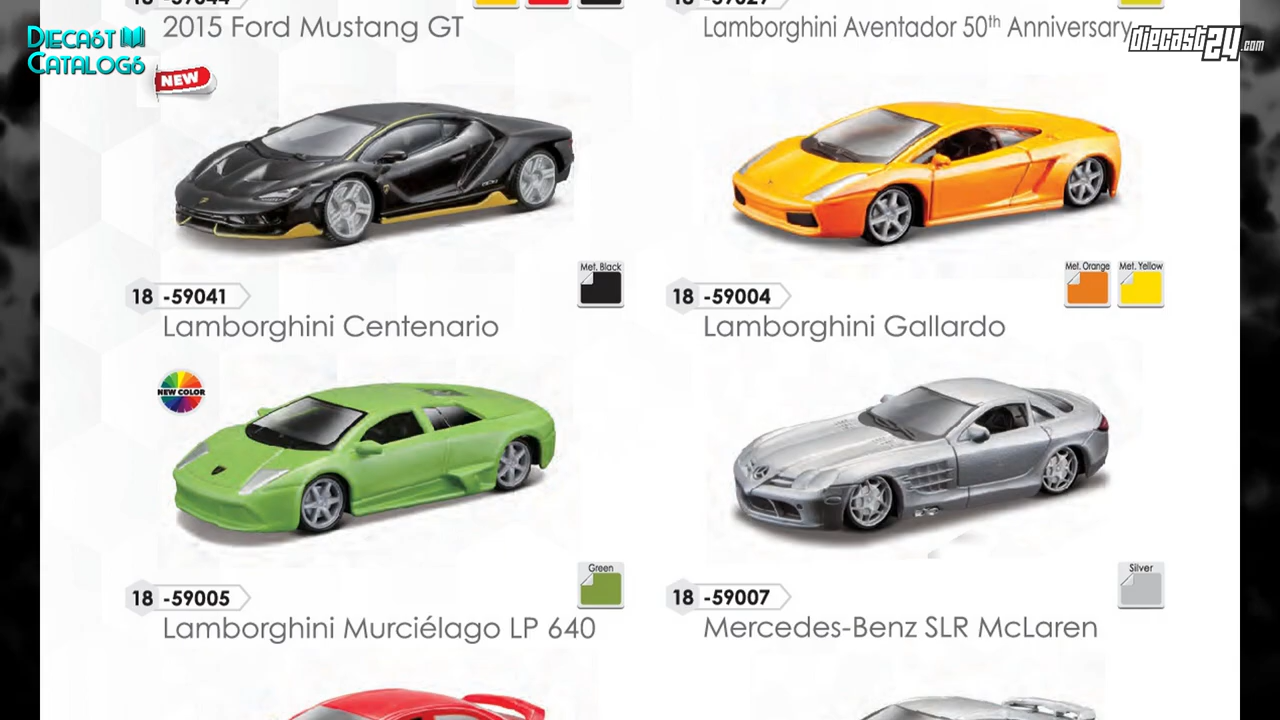 2015 Ford Mustang GT
Lamborghini Aventador 50th Anniversary
DIECAST
CATALOGS
diecast24.com
NEW
Met. Black
18 -59041
Lamborghini Centenario
Met. Orange
Met. Yellow
18 -59004
Lamborghini Gallardo
NEW COLOR
Green
18 -59005
Lamborghini Murciélago LP 640
Silver
18 -59007
Mercedes-Benz SLR McLaren